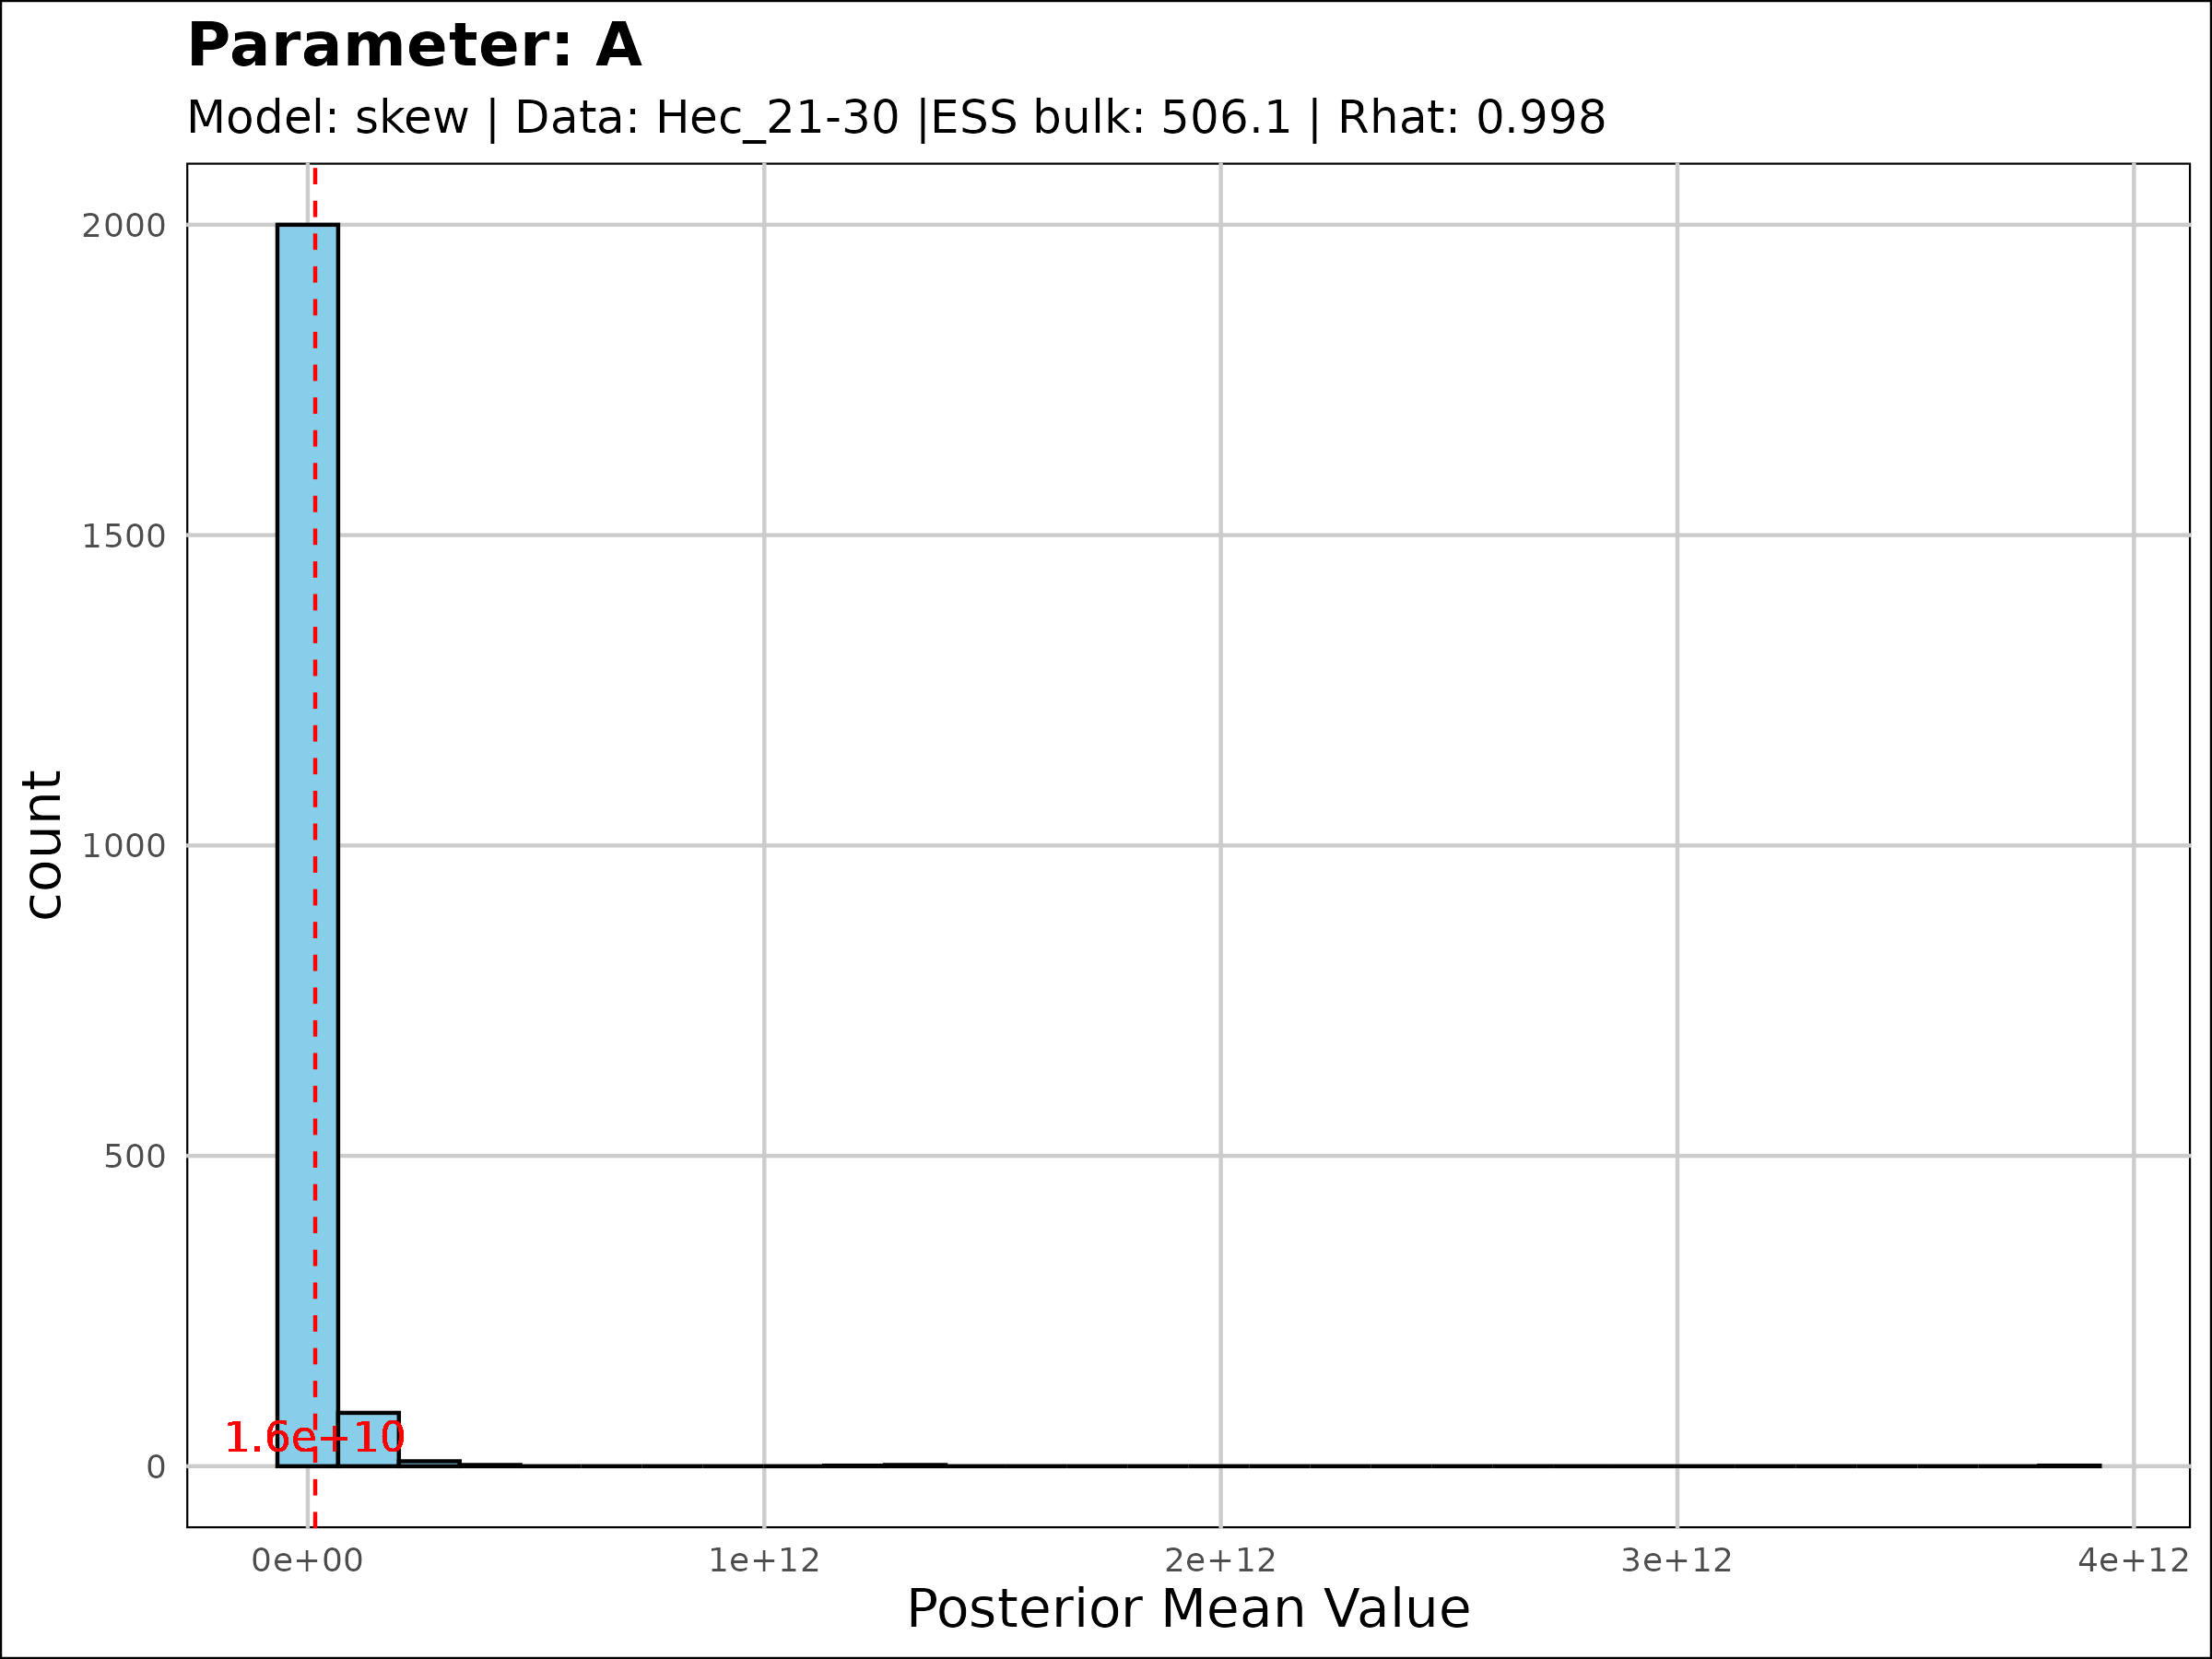 Parameter: A
Model: skew | Data: Hec_21-30 |ESS bulk: 506.1 | Rhat: 0.998
count
2000
1500
1000
500
0
1.6e+10
0e+00
1e+12
2e+12
3e+12
4e+12
Posterior Mean Value